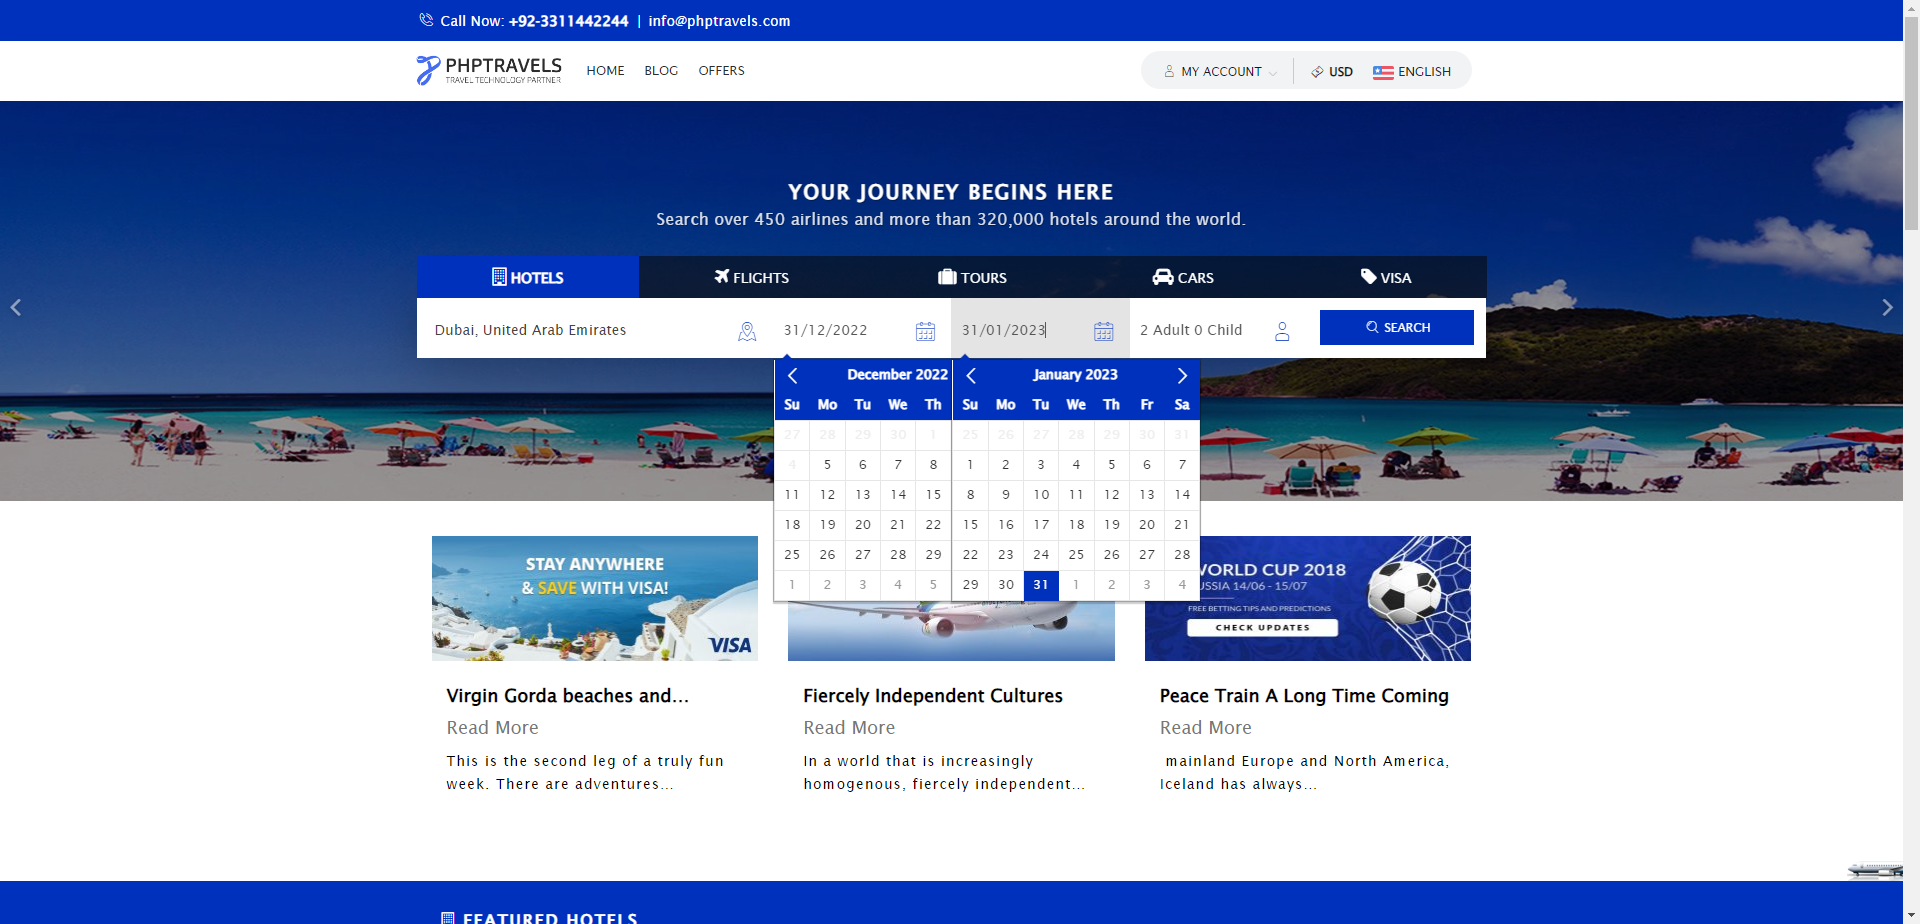 Call Now: +92-3311442244 | info@phptravels.com
PHPTRAVELS
TRAVEL TECHNOLOGY PARTNER
HOME BLOG OFFERS
MY ACCOUNT USD ENGLISH
YOUR JOURNEY BEGINS HERE
Search over 450 airlines and more than 320,000 hotels around the world.
HOTELS FLIGHTS TOURS CARS VISA
Dubai, United Arab Emirates 31/12/2022 31/01/2023 2 Adult 0 Child SEARCH
December 2022
Su Mo Tu We Th
27 28 29 30 1
4 5 6 7 8
11 12 13 14 15
18 19 20 21 22
25 26 27 28 29
1 2 3 4 5
January 2023
Su Mo Tu We Th Fr Sa
25 26 27 28 29 30 31
1 2 3 4 5 6 7
8 9 10 11 12 13 14
15 16 17 18 19 20 21
22 23 24 25 26 27 28
29 30 31 1 2 3 4
STAY ANYWHERE
& SAVE WITH VISA!
VISA
WORLD CUP 2018
USSIA 14/06 - 15/07
FREE BETTING TIPS AND PREDICTIONS
CHECK UPDATES
Virgin Gorda beaches and...
Read More
This is the second leg of a truly fun
week. There are adventures...
Fiercely Independent Cultures
Read More
In a world that is increasingly
homogenous, fiercely independent...
Peace Train A Long Time Coming
Read More
mainland Europe and North America,
Iceland has always...
FEATURED HOTELS